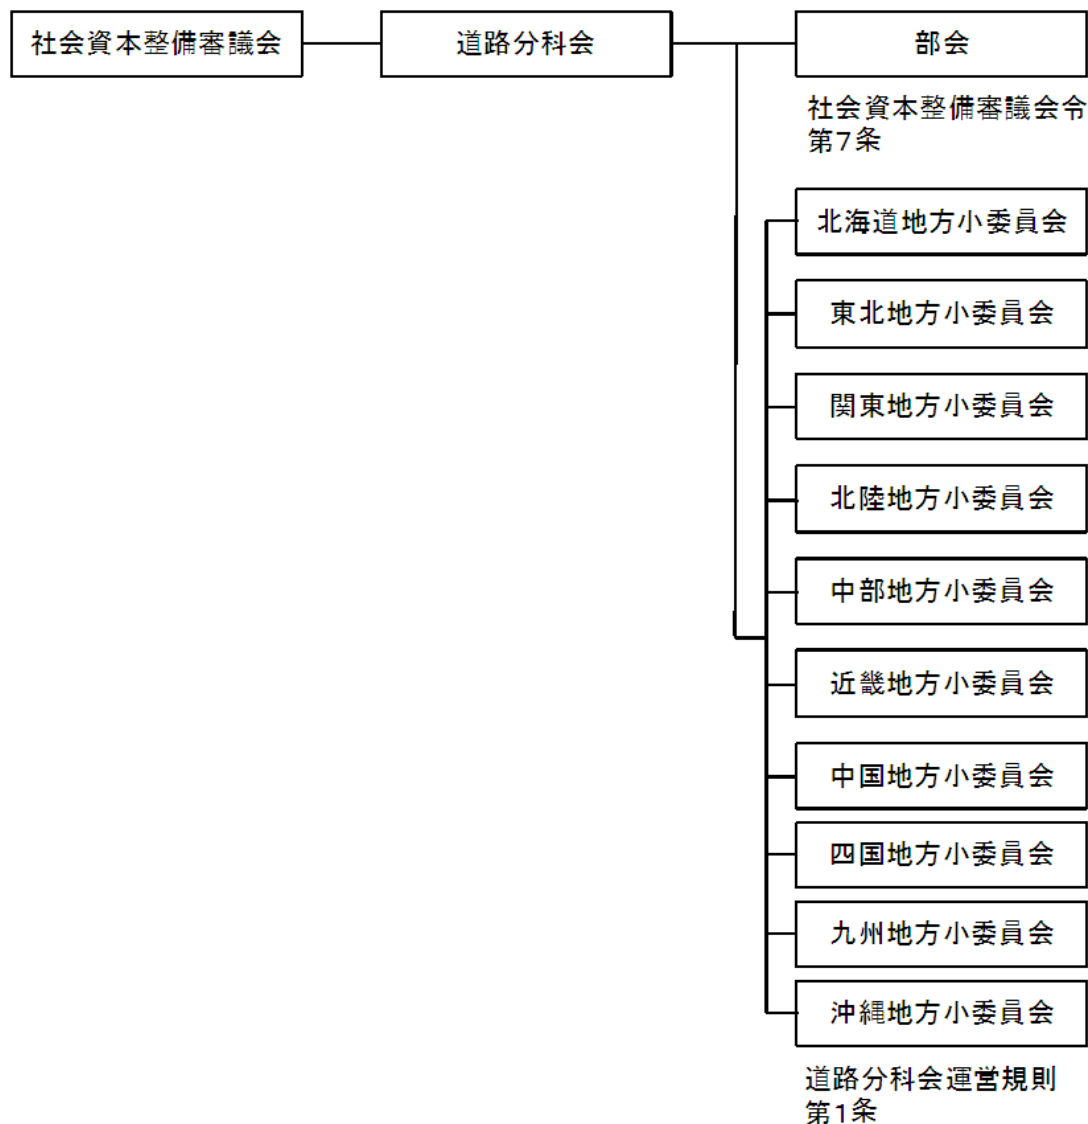 社会資本整備審議会
道路分科会
部会
社会資本整備審議会令
第7条
北海道地方小委員会
東北地方小委員会
関東地方小委員会
北陸地方小委員会
中部地方小委員会
近畿地方小委員会
中国地方小委員会
四国地方小委員会
九州地方小委員会
沖縄地方小委員会
道路分科会運営規則
第1条